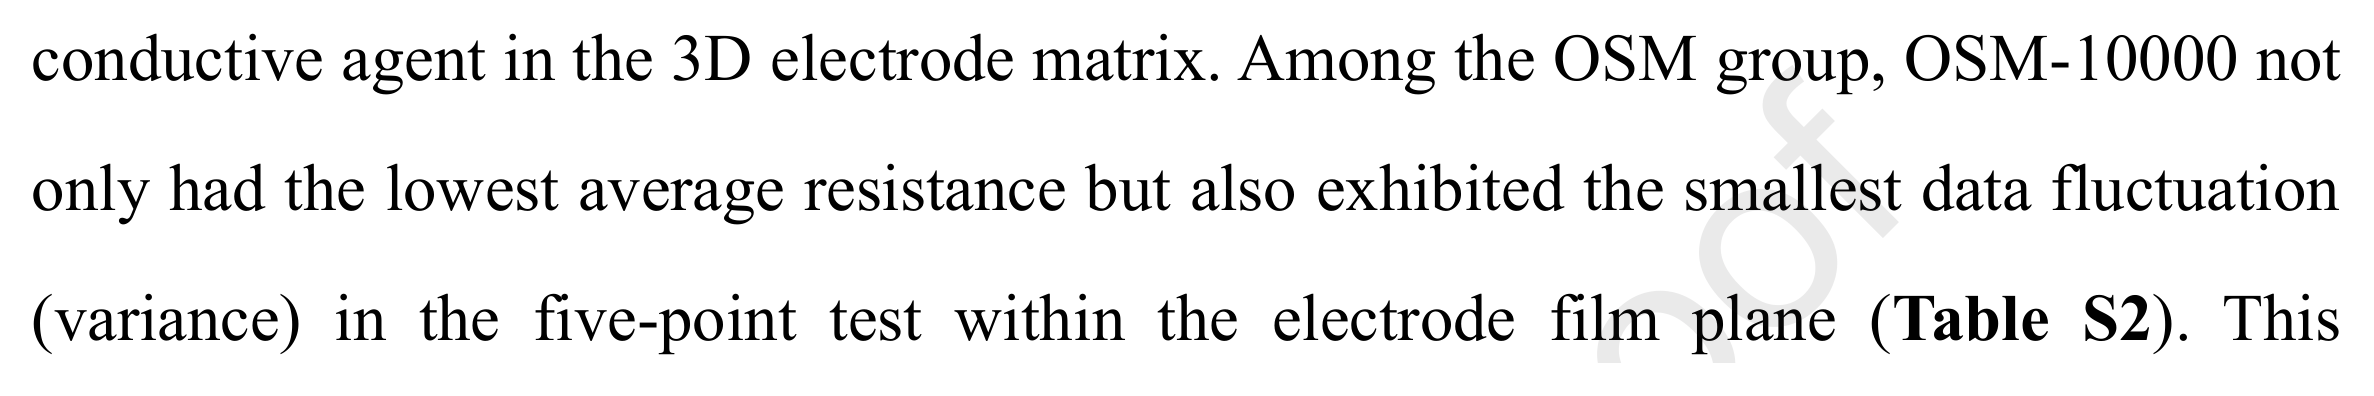 conductive agent in the 3D electrode matrix. Among the OSM group, OSM-10000 not
only had the lowest average resistance but also exhibited the smallest data fluctuation
(variance) in the five-point test within the electrode film plane (Table S2). This